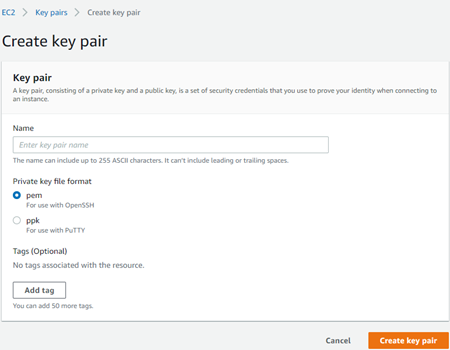 EC2 > Key pairs > Create key pair
Create key pair
Key pair
A key pair, consisting of a private key and a public key, is a set of security credentials that you use to prove your identity when connecting to
an instance.
Name
Enter key pair name
The name can include up to 255 ASCII characters. It can't include leading or trailing spaces.
Private key file format
pem
For use with OpenSSH
ppk
For use with PuTTY
Tags (Optional)
No tags associated with the resource.
Add tag
You can add 50 more tags.
Cancel Create key pair